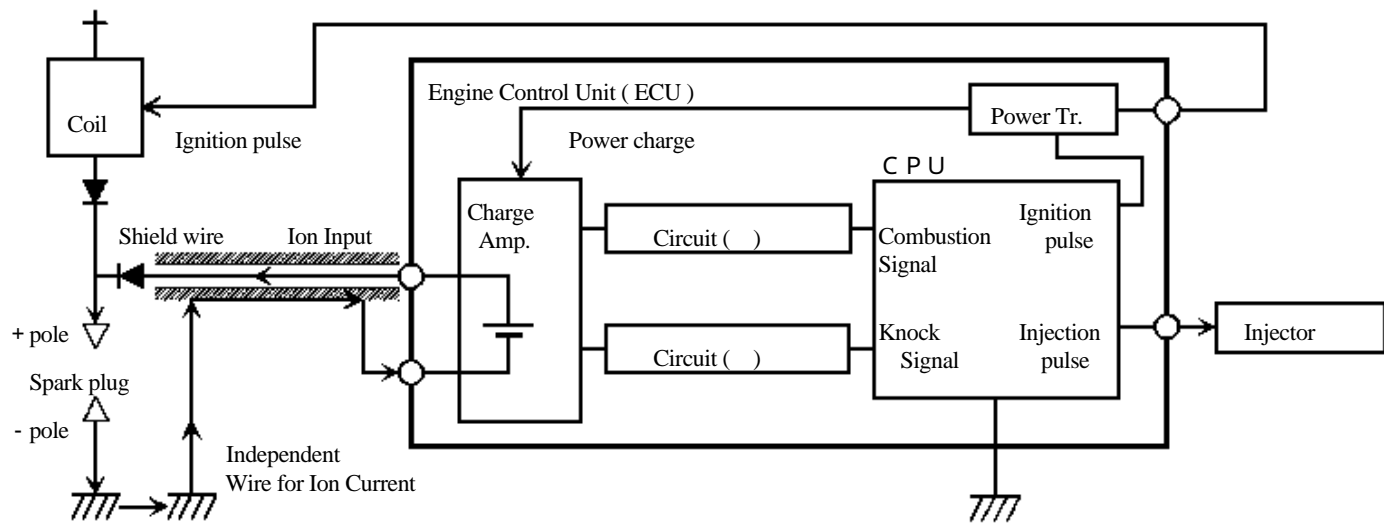 Engine Control Unit ( ECU )
Coil
Ignition pulse
Power charge
Power Tr.
C P U
Charge
Amp.
Circuit (    )
Combustion
Signal
Ignition
pulse
Shield wire
Ion Input
+ pole
Spark plug
- pole
Circuit (    )
Knock
Signal
Injection
pulse
Injector
Independent
Wire for Ion Current